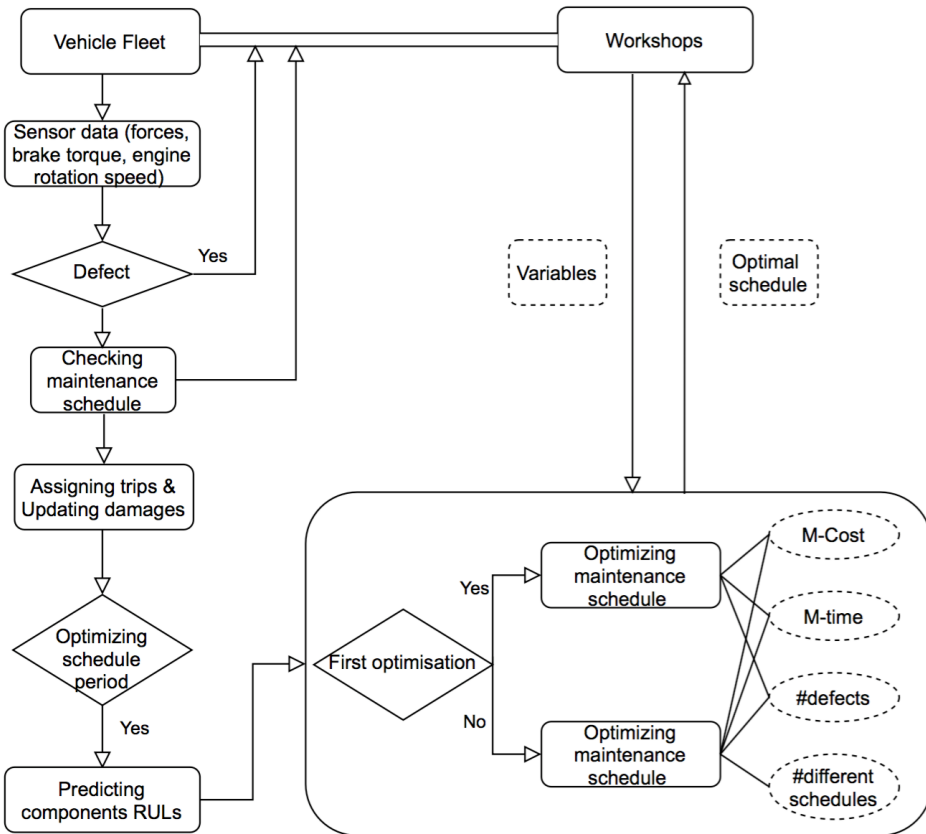 Vehicle Fleet
Workshops
Sensor data (forces,
brake torque, engine
rotation speed)
Defect
Yes
Variables
Optimal
schedule
Checking
maintenance
schedule
Assigning trips &
Updating damages
Optimizing
schedule
period
Yes
Predicting
components RULs
First optimisation
Yes
No
Optimizing
maintenance
schedule
Optimizing
maintenance
schedule
M-Cost
M-time
#defects
#different
schedules